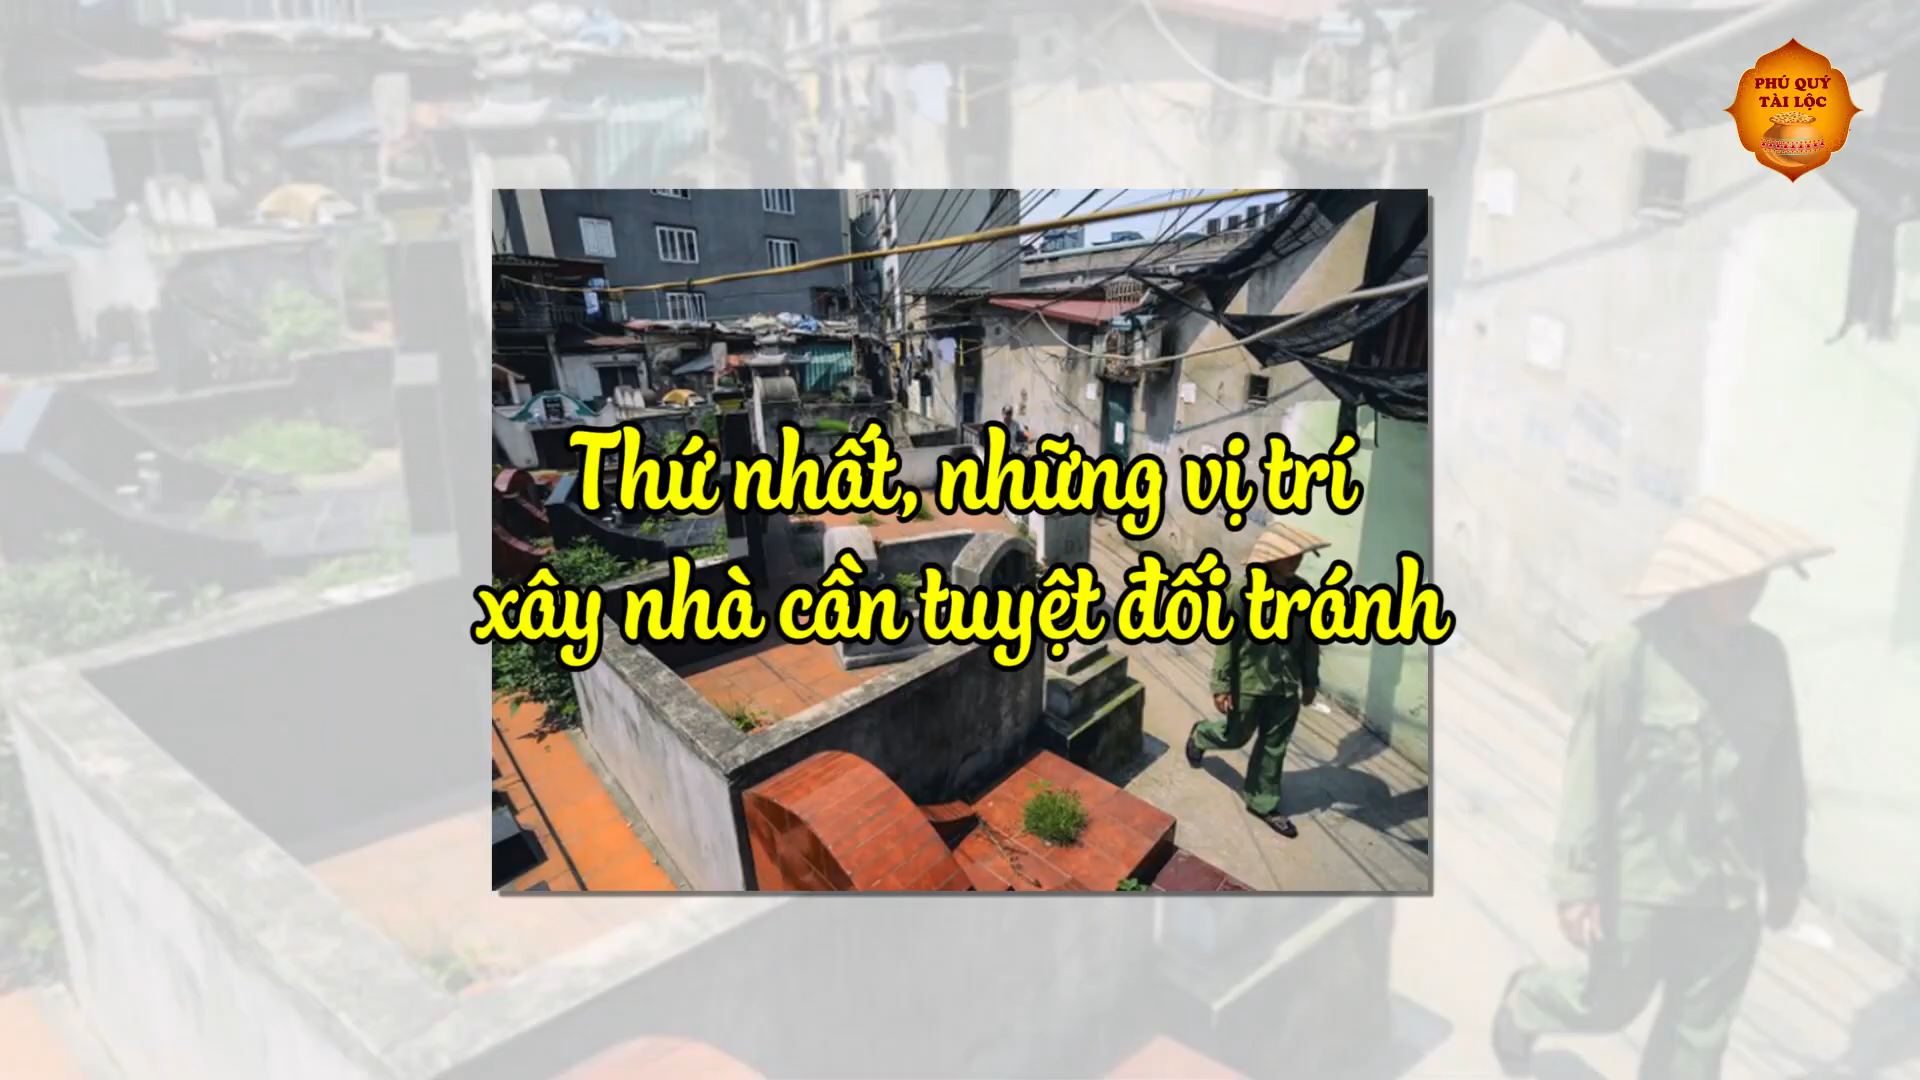 PHÚ QUÝ
TÀI LỘC
Thứ nhất, những vị trí
xây nhà cần tuyệt đối tránh